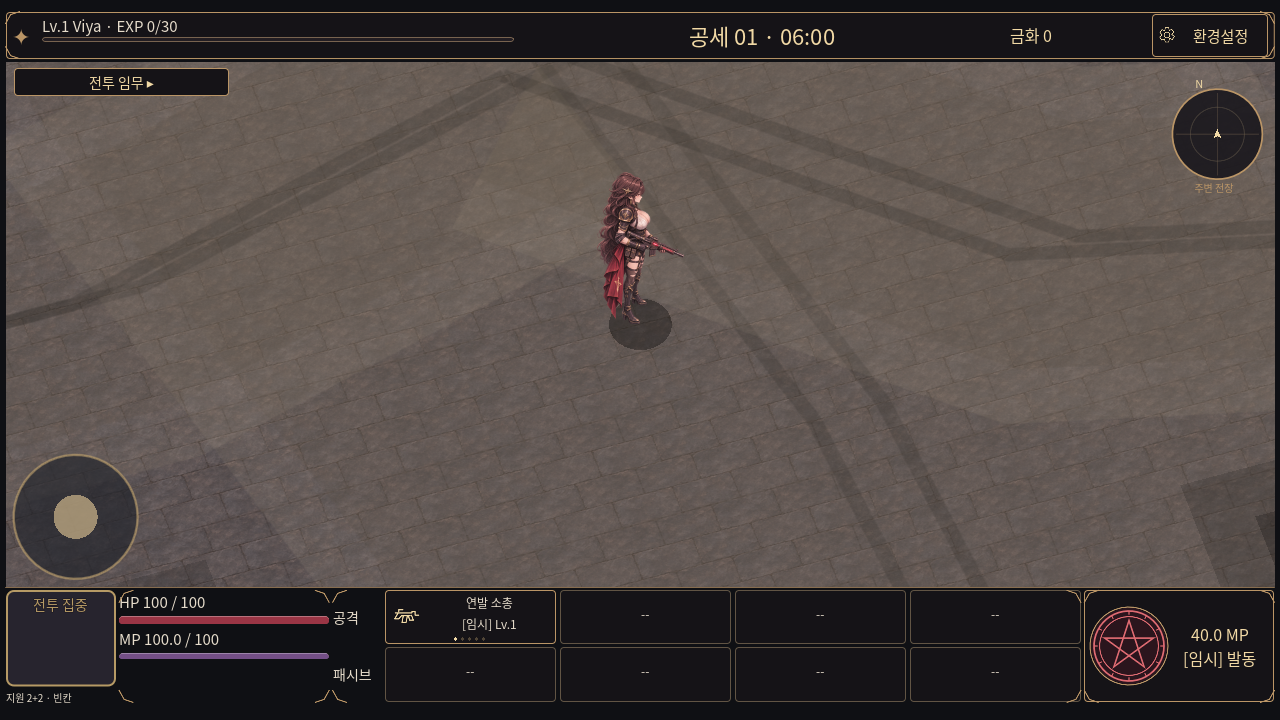 Lv.1 Viya · EXP 0/30
공세 01 · 06:00
금화 0
환경설정
전투 임무 ▸
N
주변 전장
전투 집중
HP 100 / 100
MP 100.0 / 100
지원 2+2 · 빈칸
공격
패시브
연발 소총
[임시] Lv.1
--
--
--
--
--
--
--
40.0 MP
[임시] 발동